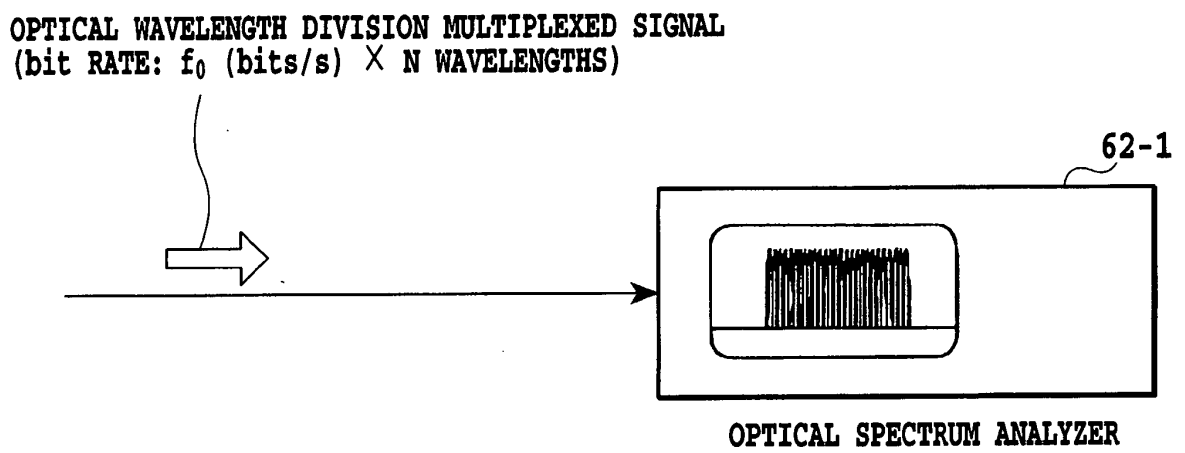 OPTICAL WAVELENGTH DIVISION MULTIPLEXED SIGNAL
(bit RATE: f₀ (bits/s) × N WAVELENGTHS)
62-1
OPTICAL SPECTRUM ANALYZER